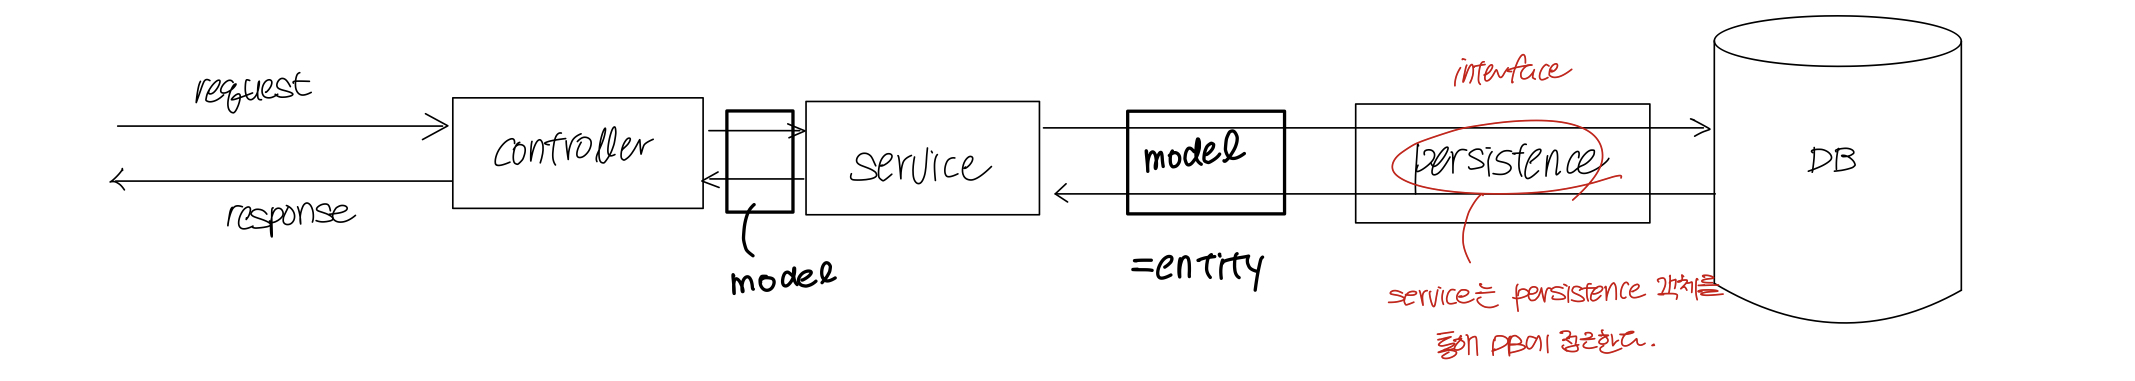 request
response
controller
model
service
model
=entity
interface
persistence
service는 persistence 객체를
통해 DB에 접근한다.
DB